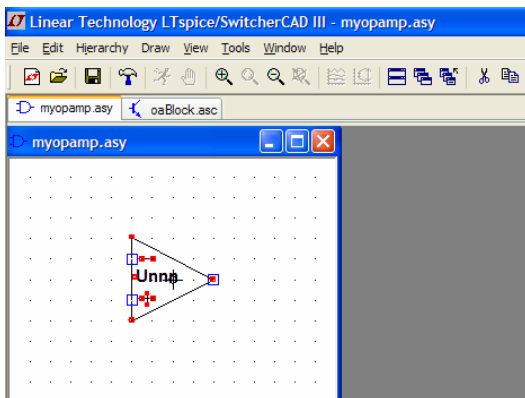 Linear Technology LTspice/SwitcherCAD III - myopamp.asy
File Edit Hierarchy Draw View Tools Window Help
myopamp.asy oaBlock.asc
myopamp.asy
Unnn